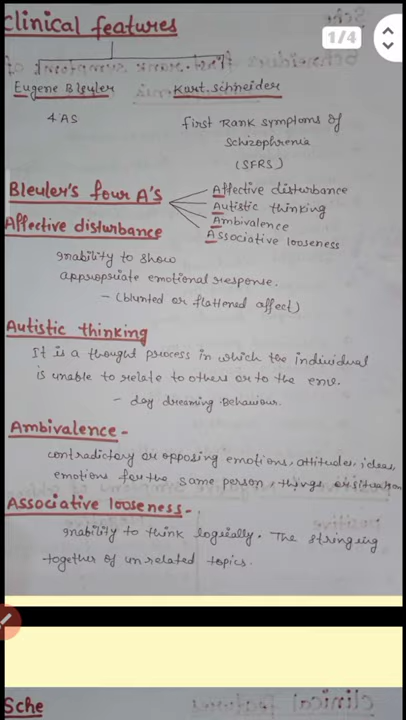 Clinical features
1/4
Eugene Bleuler
Kart. Schneider
4 AS
first Rank Symptoms of
Schizophrenia
(SFRS)
Bleuler's four A's
Affective disturbance
Autistic thinking
Ambivalence
Associative looseness
Affective disturbance
Inability to show
appropriate emotional response.
- (blunted or flattened affect)
Autistic thinking
It is a thought process in which the individual
is unable to relate to others or to the env.
- day dreaming Behaviour.
Ambivalence -
contradictory or opposing emotions, attitudes, ideas,
emotions for the same person, things, or situation
Associative looseness -
Inability to think logically. The stringing
together of unrelated topics.
Sche